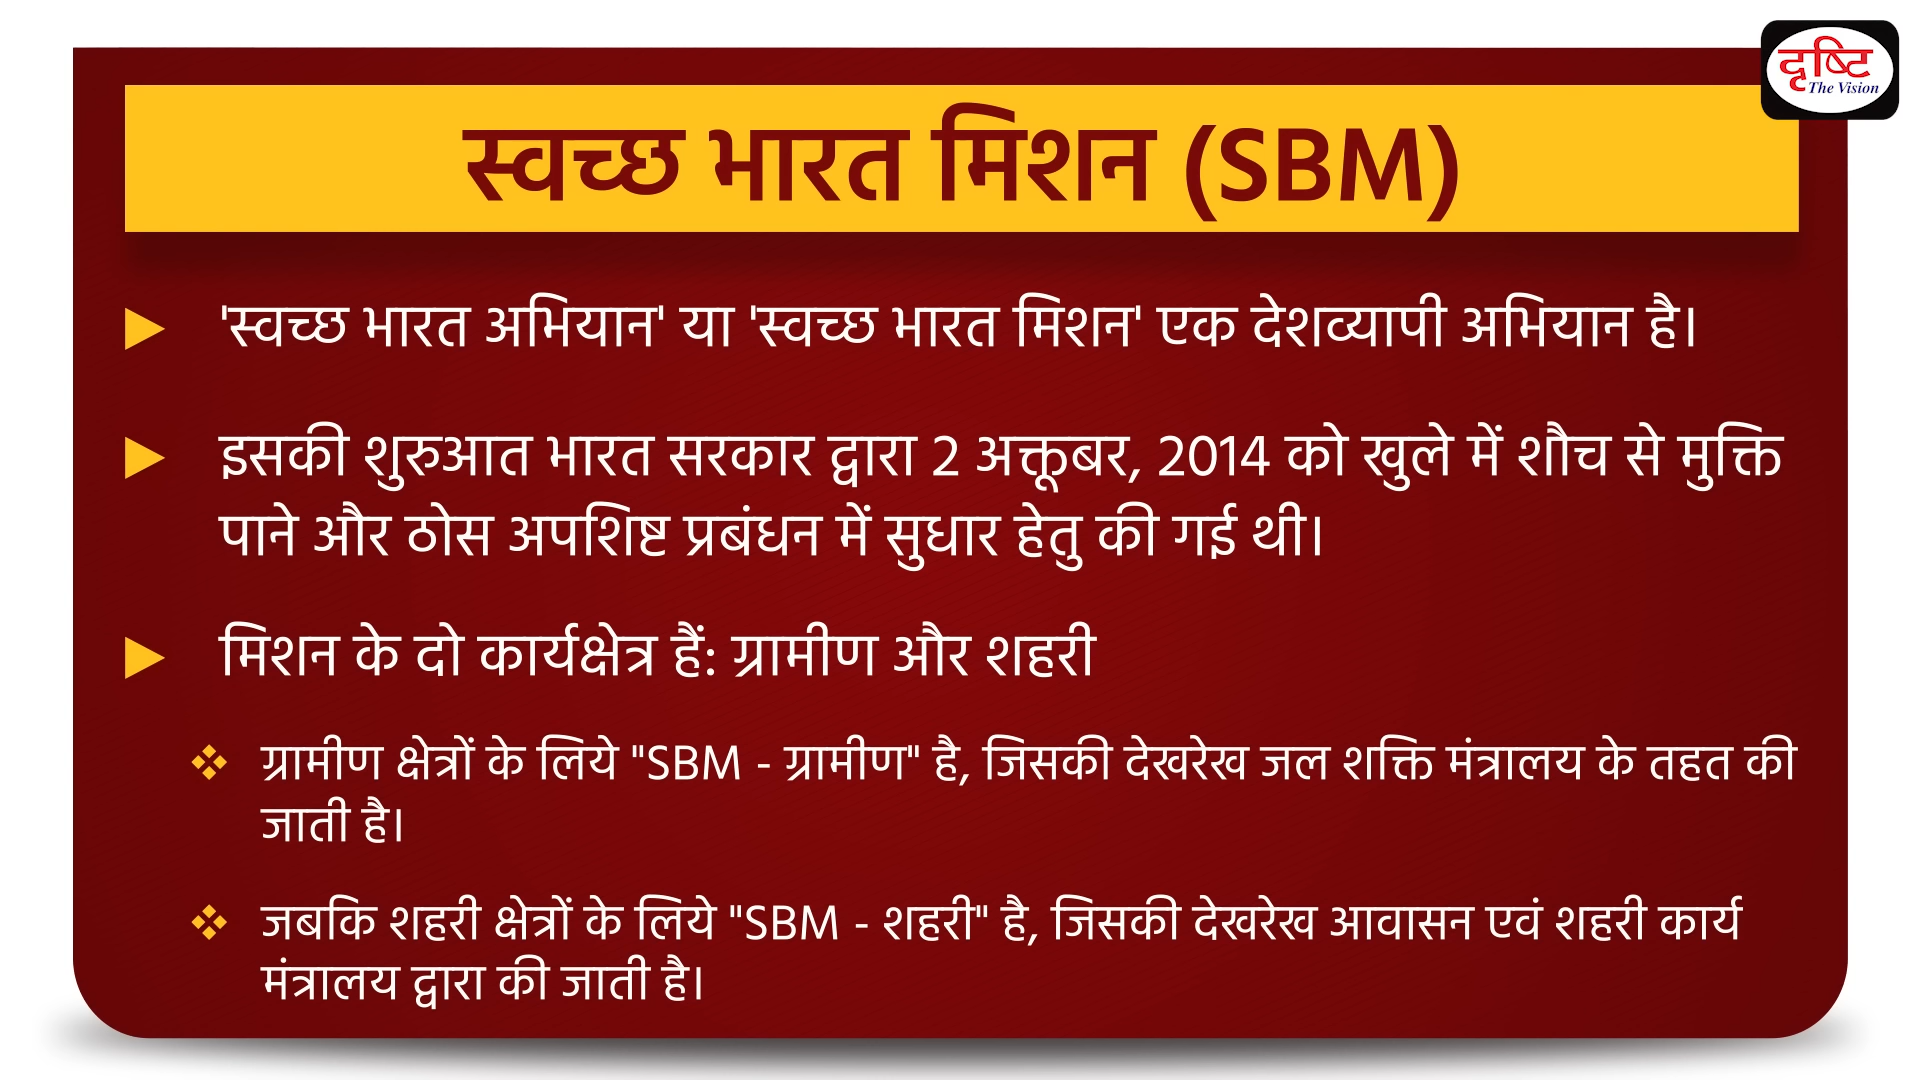 दृष्टि
The Vision
स्वच्छ भारत मिशन (SBM)
'स्वच्छ भारत अभियान' या 'स्वच्छ भारत मिशन' एक देशव्यापी अभियान है।
इसकी शुरुआत भारत सरकार द्वारा 2 अक्तूबर, 2014 को खुले में शौच से मुक्ति
पाने और ठोस अपशिष्ट प्रबंधन में सुधार हेतु की गई थी।
मिशन के दो कार्यक्षेत्र हैं: ग्रामीण और शहरी
ग्रामीण क्षेत्रों के लिये "SBM - ग्रामीण" है, जिसकी देखरेख जल शक्ति मंत्रालय के तहत की
जाती है।
जबकि शहरी क्षेत्रों के लिये "SBM - शहरी" है, जिसकी देखरेख आवासन एवं शहरी कार्य
मंत्रालय द्वारा की जाती है।